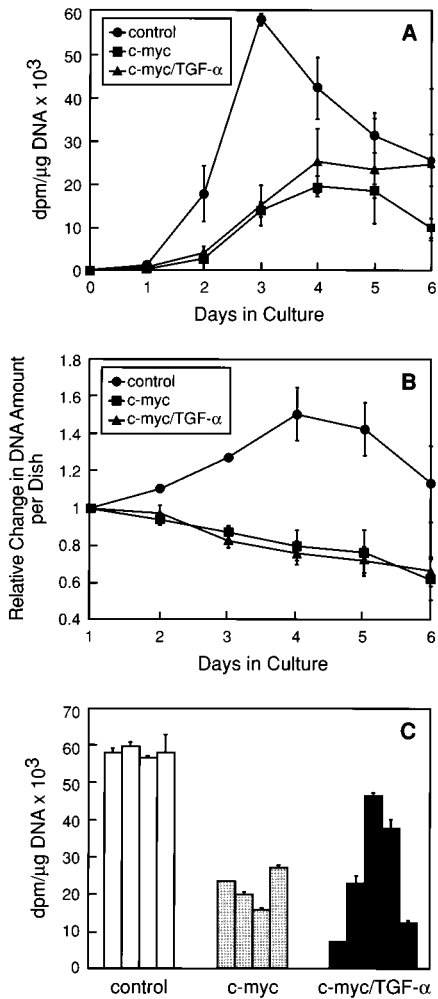 A
control
c-myc
c-myc/TGF-α
dpm/μg DNA x 10³
60
50
40
30
20
10
0
0 1 2 3 4 5 6
Days in Culture
B
control
c-myc
c-myc/TGF-α
Relative Change in DNA Amount
per Dish
1.8
1.6
1.4
1.2
1.0
0.8
0.6
0.4
1 2 3 4 5 6
Days in Culture
C
dpm/μg DNA x 10³
70
60
50
40
30
20
10
0
control c-myc c-myc/TGF-α